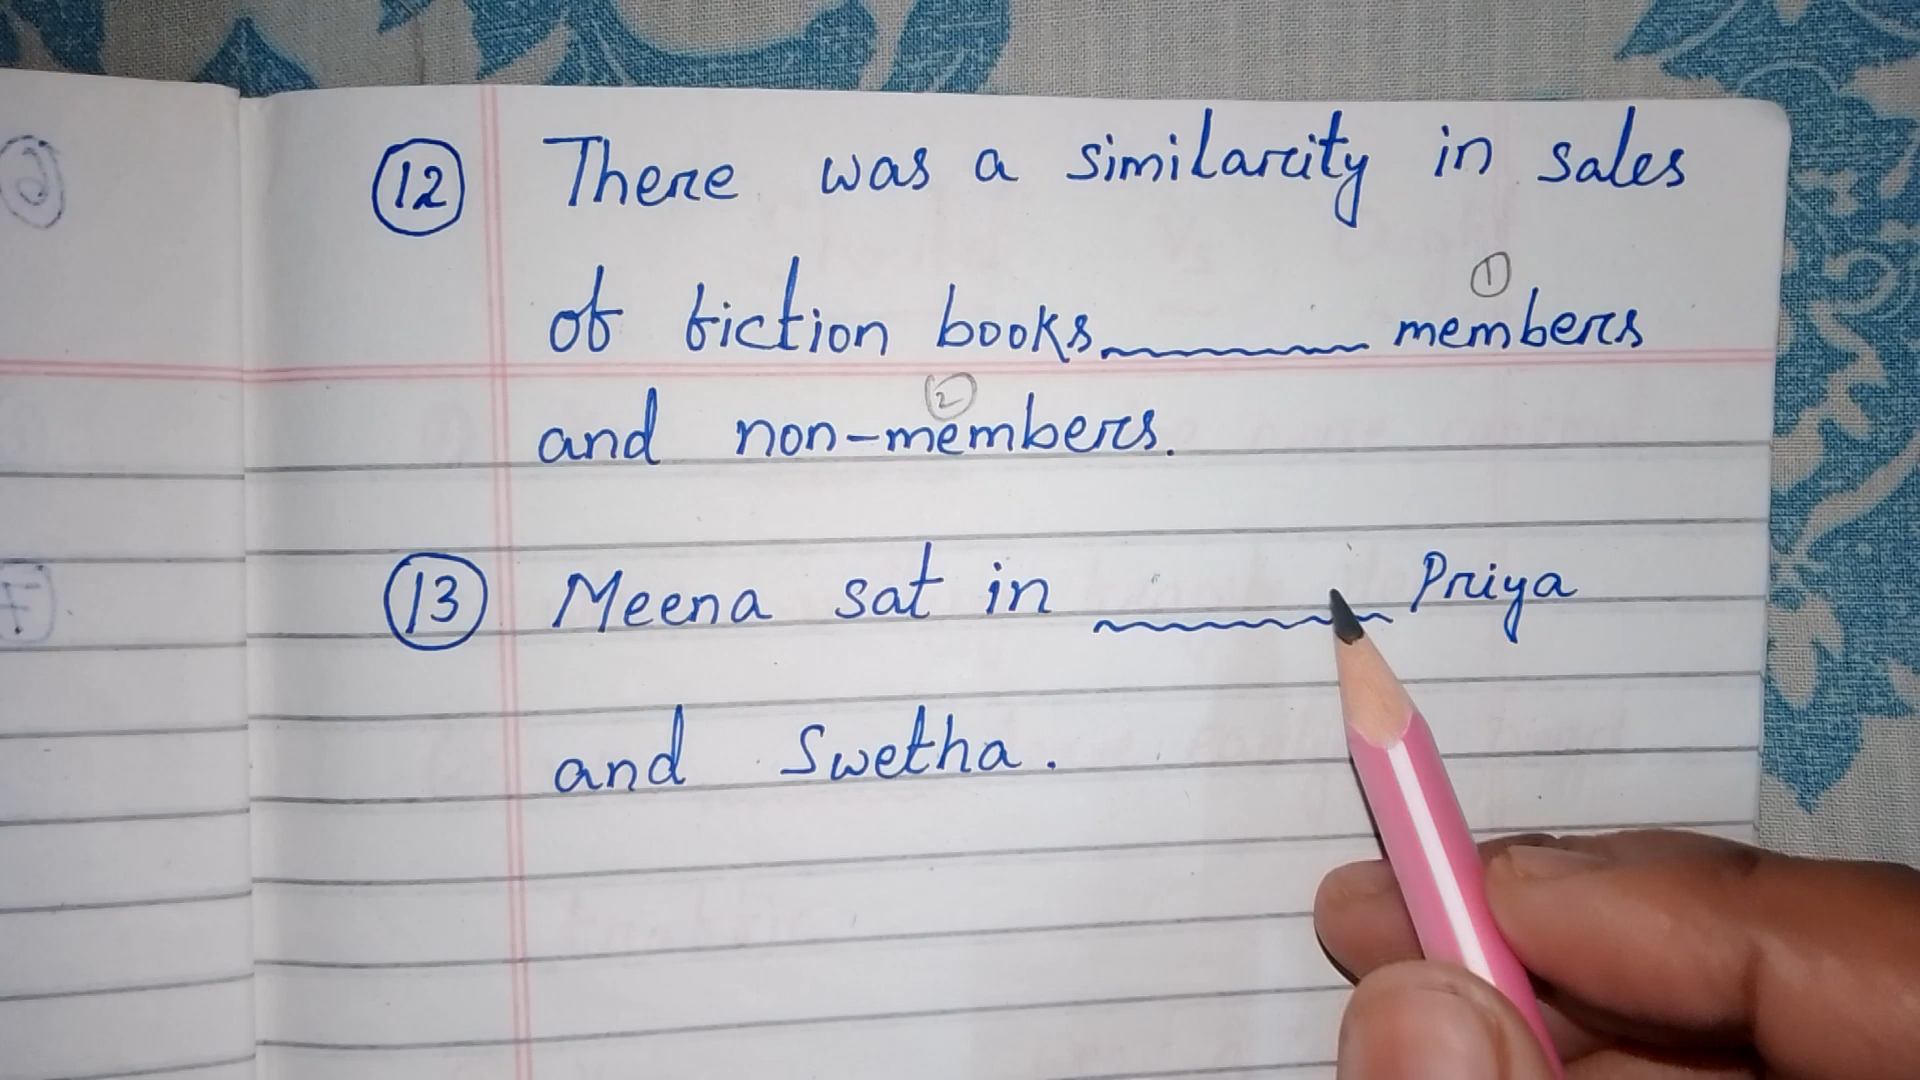 12 There was a similarity in sales
1
of fiction books ______ members
2
and non-members.
13 Meena sat in ______ Priya
and Swetha.